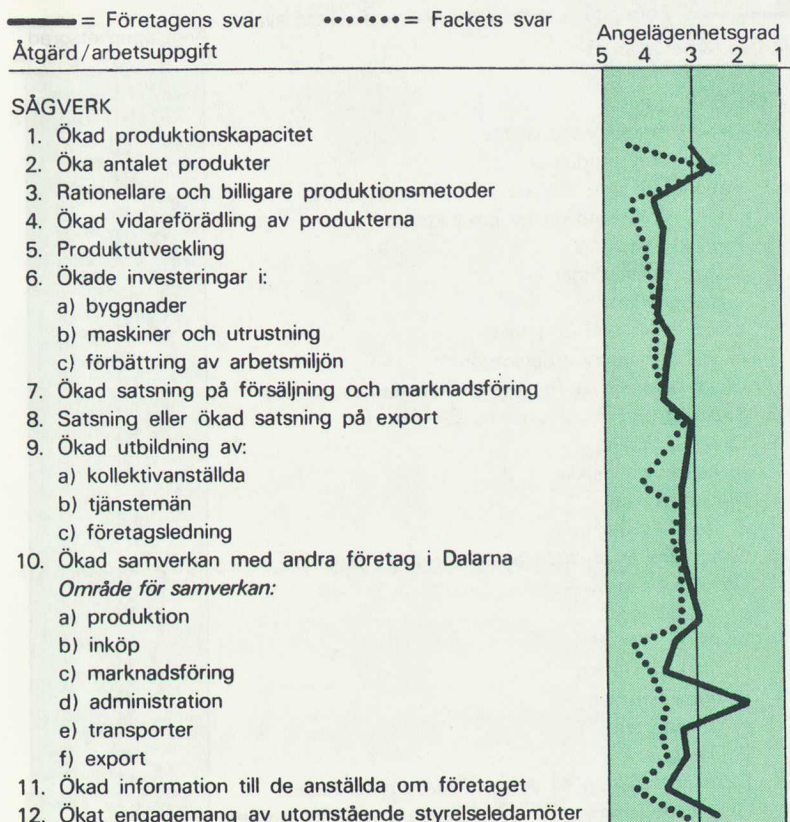 = Företagens svar = Fackets svar
Åtgärd/arbetsuppgift Angelägenhetsgrad
5 4 3 2 1
SÅGVERK
1. Ökad produktionskapacitet
2. Öka antalet produkter
3. Rationellare och billigare produktionsmetoder
4. Ökad vidareförädling av produkterna
5. Produktutveckling
6. Ökade investeringar i:
a) byggnader
b) maskiner och utrustning
c) förbättring av arbetsmiljön
7. Ökad satsning på försäljning och marknadsföring
8. Satsning eller ökad satsning på export
9. Ökad utbildning av:
a) kollektivanställda
b) tjänstemän
c) företagsledning
10. Ökad samverkan med andra företag i Dalarna
Område för samverkan:
a) produktion
b) inköp
c) marknadsföring
d) administration
e) transporter
f) export
11. Ökad information till de anställda om företaget
12. Ökat engagemang av utomstående styrelseledamöter